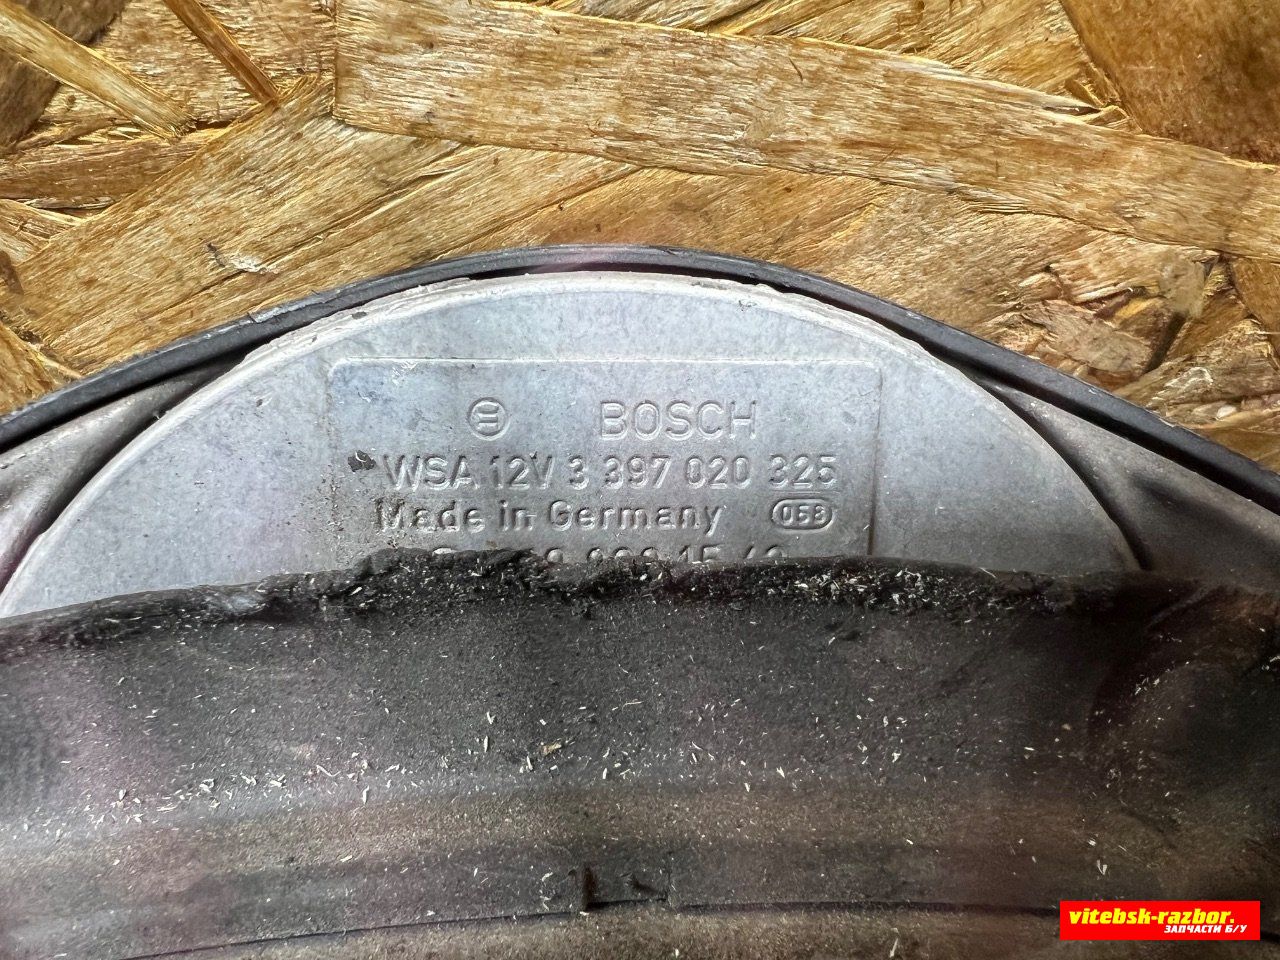 BOSCH
WSA 12V 3 397 020 325
Made in Germany 058
vitebsk-razbor.
ЗАПЧАСТИ Б/У